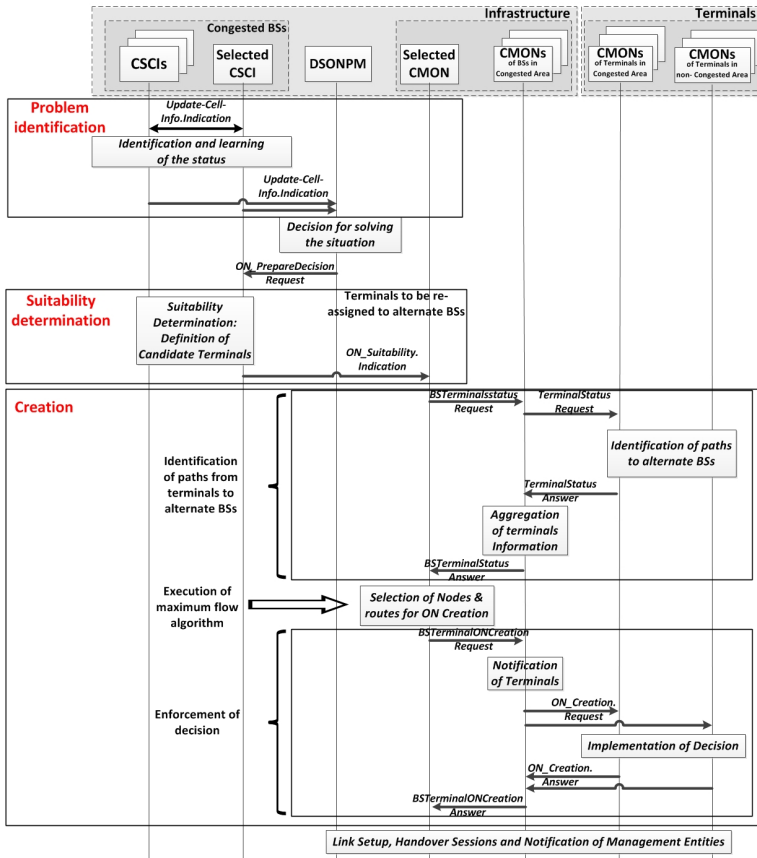 Infrastructure
Terminals
Congested BSs
CSCIs
Selected
CSCI
DSONPM
Selected
CMON
CMONs
of BSs in
Congested Area
CMONs
of Terminals in
Congested Area
CMONs
of Terminals in
non- Congested Area
Problem
identification
Update-Cell-
Info.Indication
Identification and learning
of the status
Update-Cell-
Info.Indication
Decision for solving
the situation
ON_PrepareDecision
Request
Suitability
determination
Terminals to be re-
assigned to alternate BSs
Suitability
Determination:
Definition of
Candidate Terminals
ON_Suitability.
Indication
Creation
BSTerminalsstatus
Request
TerminalStatus
Request
Identification of paths
to alternate BSs
Identification
of paths from
terminals to
alternate BSs
TerminalStatus
Answer
Aggregation
of terminals
Information
BSTerminalStatus
Answer
Execution of
maximum flow
algorithm
Selection of Nodes &
routes for ON Creation
BSTerminalONCreation
Request
Notification
of Terminals
ON_Creation.
Request
Enforcement of
decision
Implementation of Decision
ON_Creation.
Answer
BSTerminalONCreation
Answer
Link Setup, Handover Sessions and Notification of Management Entities